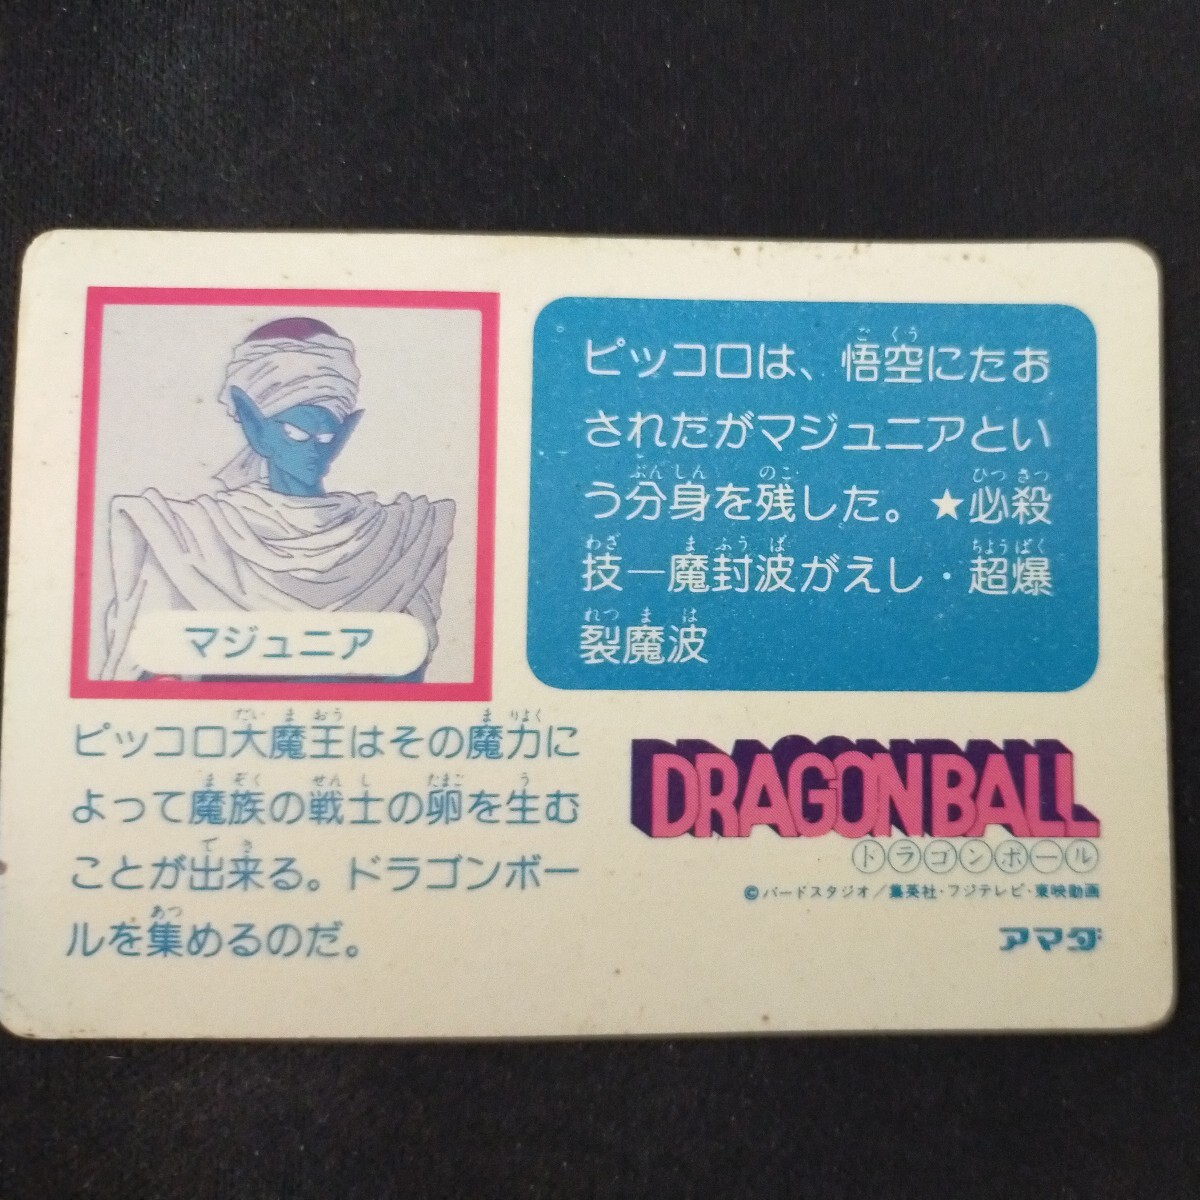 マジュニア
ピッコロは、悟空にたお
されたがマジュニアとい
う分身を残した。★必殺
技ー魔封波がえし・超爆
裂魔波
ピッコロ大魔王はその魔力に
よって魔族の戦士の卵を生む
ことが出来る。ドラゴンボー
ルを集めるのだ。
DRAGONBALL
ドラゴンボール
©バードスタジオ／集英社・フジテレビ・東映動画
アマダ